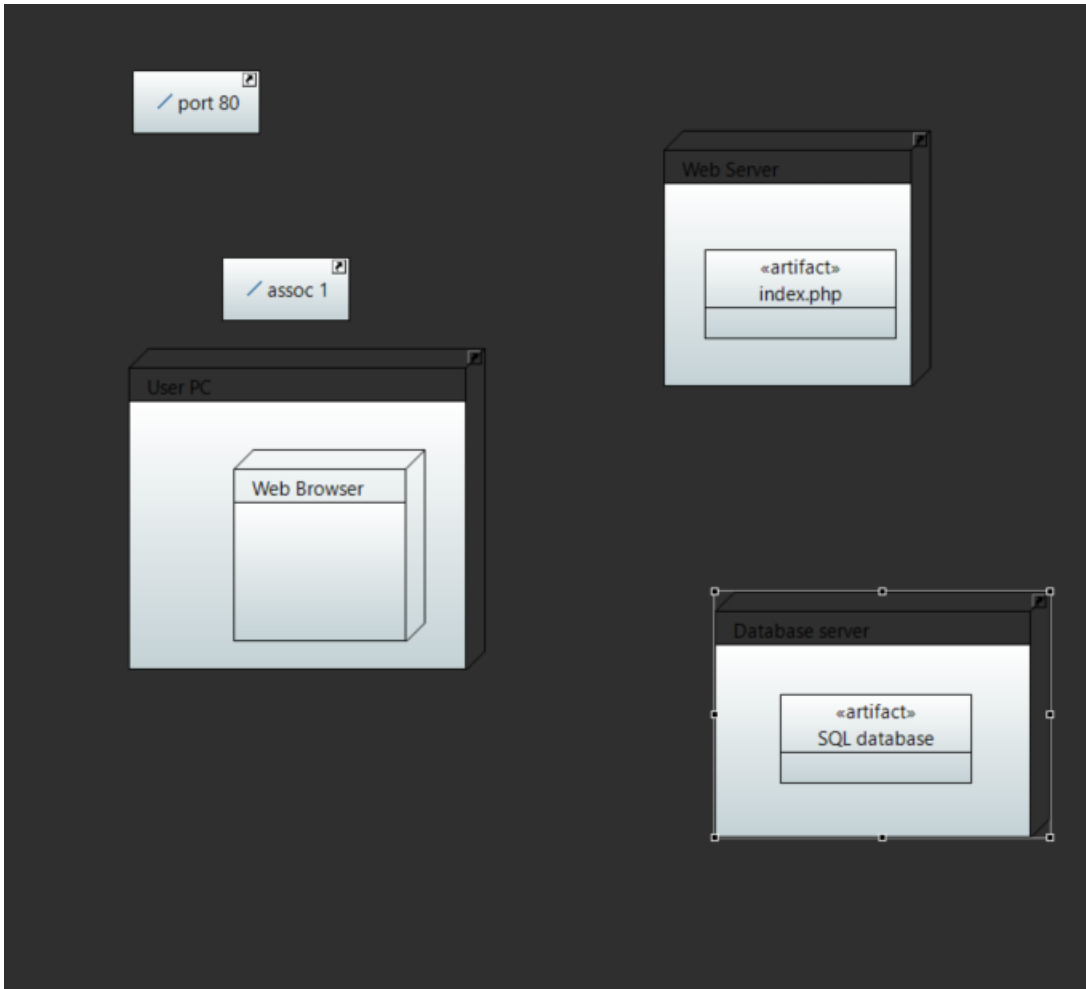 port 80
Web Server
«artifact»
index.php
assoc 1
User PC
Web Browser
Database server
«artifact»
SQL database